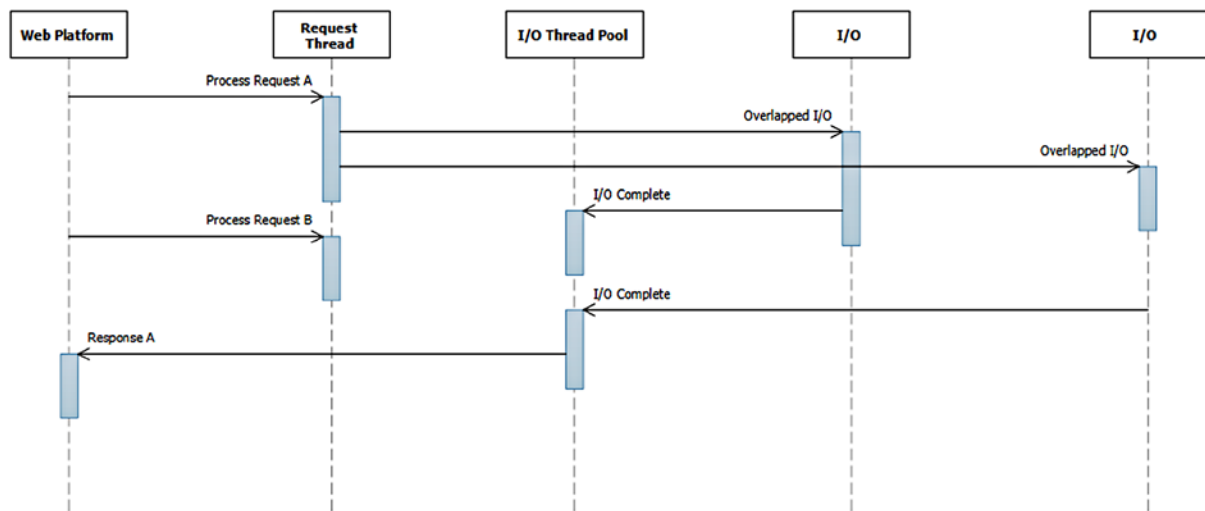 Web Platform
Request
Thread
I/O Thread Pool
I/O
I/O
Process Request A
Overlapped I/O
Overlapped I/O
I/O Complete
Process Request B
I/O Complete
Response A